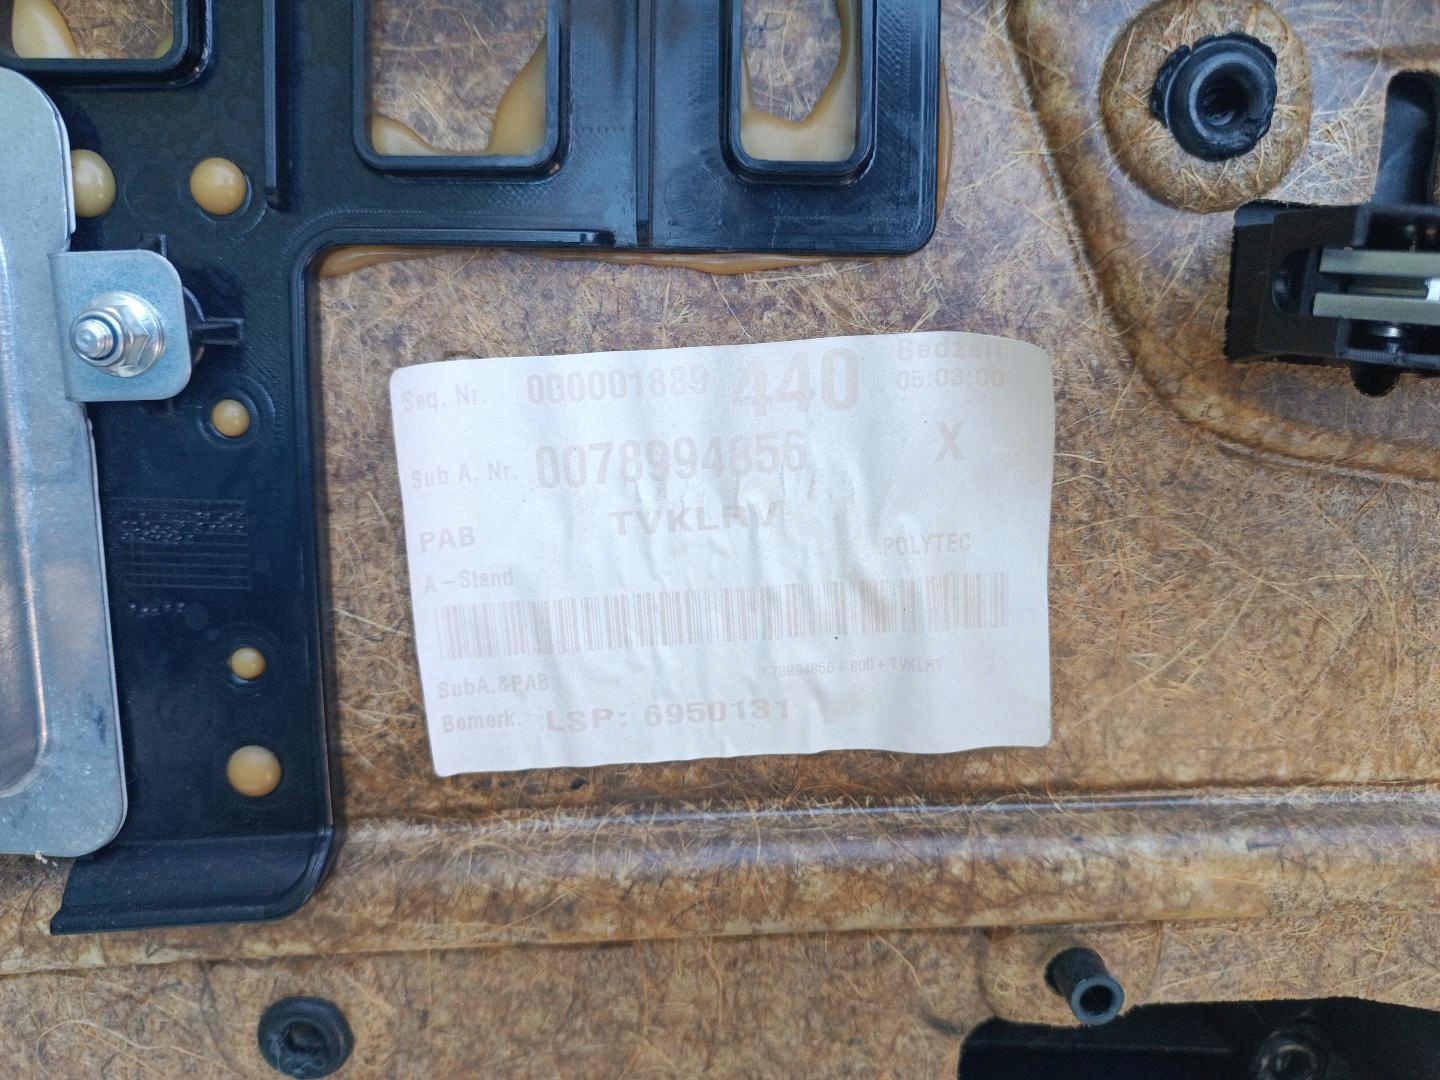 Seq. Nr. 000001889 440 Bedzeit
05:03:00
Sub A. Nr. 0078994856 X
PAB TVKLRV
POLYTEC
A-Stand
X78994856+800+TVKLRV
SubA.&PAB
Bemerk. LSP: 6950131